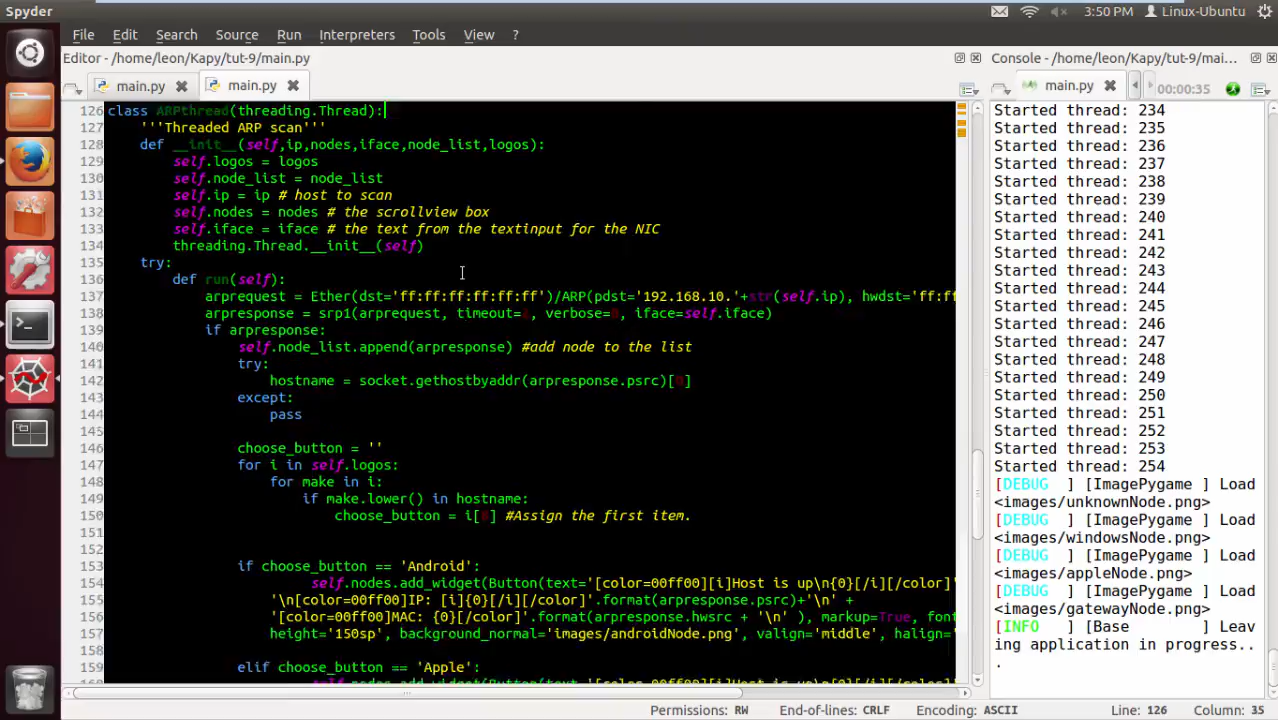 Spyder
3:50 PM Linux-Ubuntu
File Edit Search Source Run Interpreters Tools View ?
Editor - /home/leon/Kapy/tut-9/main.py
main.py main.py
126 class ARPthread(threading.Thread):
127 '''Threaded ARP scan'''
128 def __init__(self,ip,nodes,iface,node_list,logos):
129 self.logos = logos
130 self.node_list = node_list
131 self.ip = ip # host to scan
132 self.nodes = nodes # the scrollview box
133 self.iface = iface # the text from the textinput for the NIC
134 threading.Thread.__init__(self)
135 try:
136 def run(self):
137 arprequest = Ether(dst='ff:ff:ff:ff:ff:ff')/ARP(pdst='192.168.10.'+str(self.ip), hwdst='ff:ff
138 arpresponse = srp1(arprequest, timeout= , verbose= , iface=self.iface)
139 if arpresponse:
140 self.node_list.append(arpresponse) #add node to the list
141 try:
142 hostname = socket.gethostbyaddr(arpresponse.psrc)[ ]
143 except:
144 pass
145
146 choose_button = ''
147 for i in self.logos:
148 for make in i:
149 if make.lower() in hostname:
150 choose_button = i[ ] #Assign the first item.
151
152
153 if choose_button == 'Android':
154 self.nodes.add_widget(Button(text='[color=00ff00][i]Host is up\n{0}[/i][/color]'
155 '\n[color=00ff00]IP: [i]{0}[/i][/color]'.format(arpresponse.psrc)+'\n' +
156 '[color=00ff00]MAC: {0}[/color]'.format(arpresponse.hwsrc + '\n' ), markup=True, fon
157 height='150sp', background_normal='images/androidNode.png', valign='middle', halign=
158
159 elif choose_button == 'Apple':
Console - /home/leon/Kapy/tut-9/mai...
main.py 00:00:35
Started thread: 234
Started thread: 235
Started thread: 236
Started thread: 237
Started thread: 238
Started thread: 239
Started thread: 240
Started thread: 241
Started thread: 242
Started thread: 243
Started thread: 244
Started thread: 245
Started thread: 246
Started thread: 247
Started thread: 248
Started thread: 249
Started thread: 250
Started thread: 251
Started thread: 252
Started thread: 253
Started thread: 254
[DEBUG ] [ImagePygame ] Load
<images/unknownNode.png>
[DEBUG ] [ImagePygame ] Load
<images/windowsNode.png>
[DEBUG ] [ImagePygame ] Load
<images/appleNode.png>
[DEBUG ] [ImagePygame ] Load
<images/gatewayNode.png>
[INFO ] [Base ] Leav
ing application in progress..
.
Permissions: RW End-of-lines: CRLF Encoding: ASCII Line: 126 Column: 35